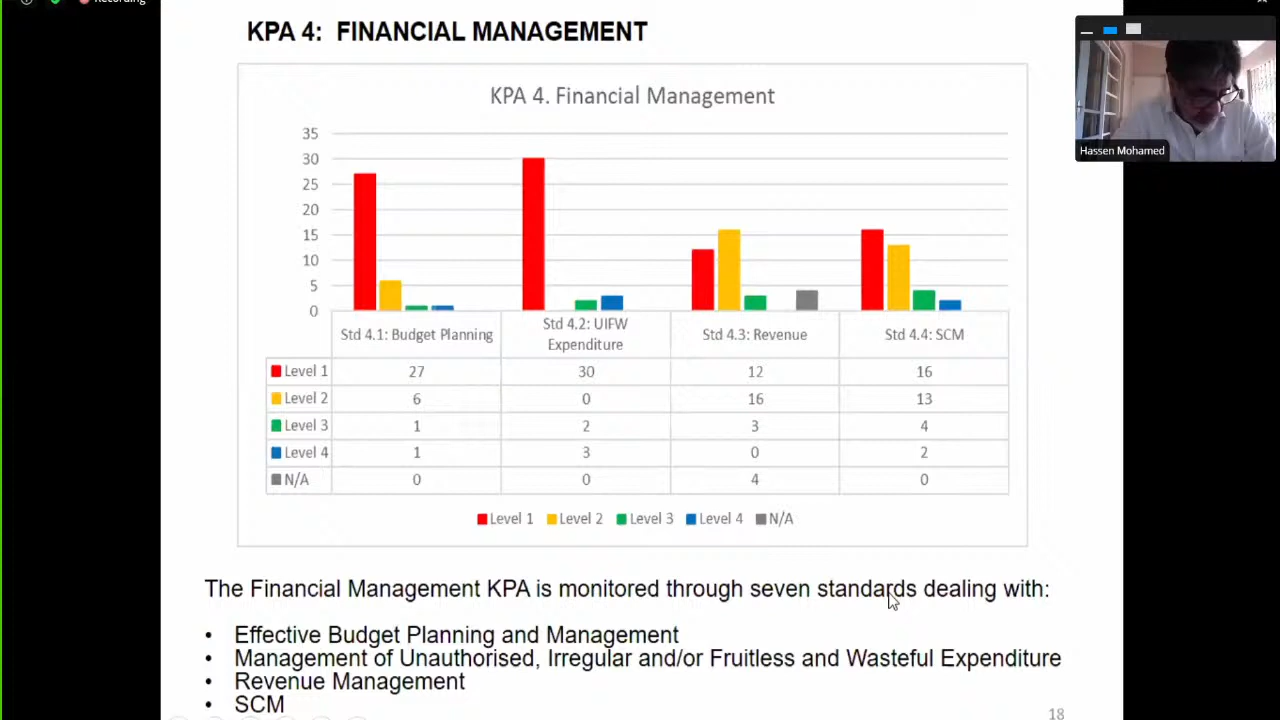 Recording
KPA 4: FINANCIAL MANAGEMENT
Hassen Mohamed
KPA 4. Financial Management
35
30
25
20
15
10
5
0
Std 4.1: Budget Planning
Std 4.2: UIFW Expenditure
Std 4.3: Revenue
Std 4.4: SCM
Level 1 27 30 12 16
Level 2 6 0 16 13
Level 3 1 2 3 4
Level 4 1 3 0 2
N/A 0 0 4 0
Level 1 Level 2 Level 3 Level 4 N/A
The Financial Management KPA is monitored through seven standards dealing with:
• Effective Budget Planning and Management
• Management of Unauthorised, Irregular and/or Fruitless and Wasteful Expenditure
• Revenue Management
• SCM
18